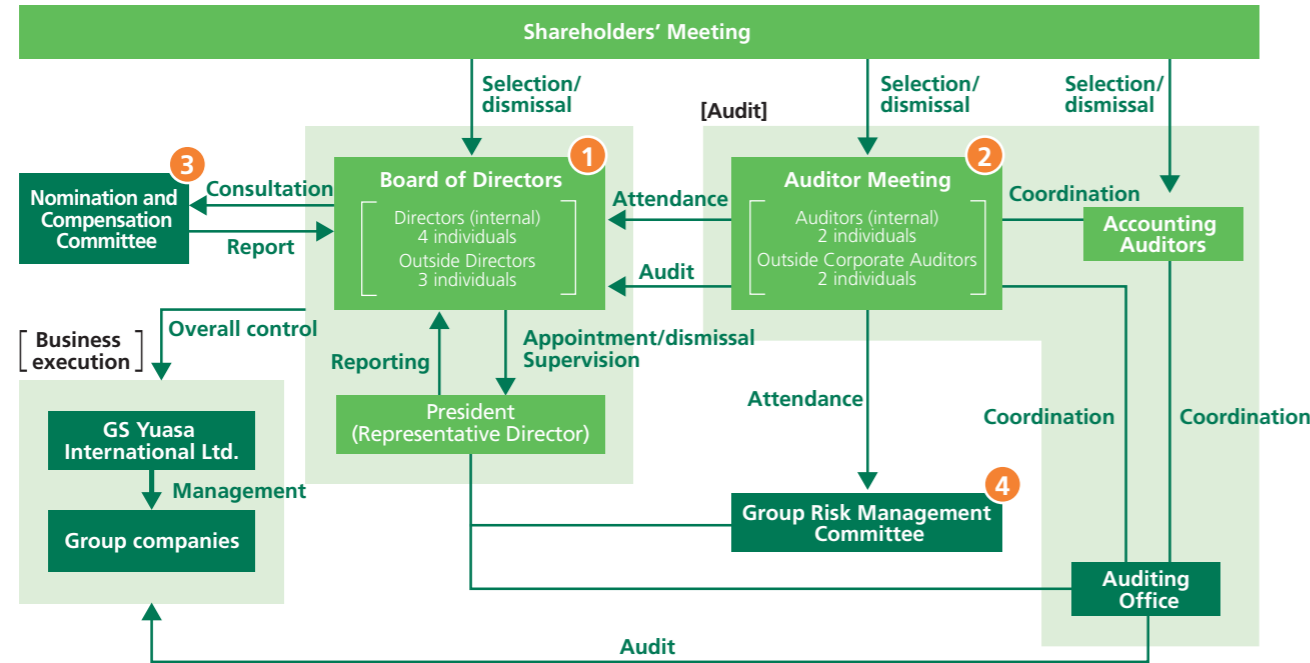 Shareholders’ Meeting
Selection/
dismissal
Selection/
dismissal
Selection/
dismissal
[Audit]
1
2
3
Board of Directors
Directors (internal)
4 individuals
Outside Directors
3 individuals
Auditor Meeting
Auditors (internal)
2 individuals
Outside Corporate Auditors
2 individuals
Nomination and
Compensation
Committee
Consultation
Report
Attendance
Audit
Coordination
Accounting
Auditors
Overall control
[Business
execution]
Reporting
Appointment/dismissal
Supervision
President
(Representative Director)
Attendance
Coordination
Coordination
GS Yuasa
International Ltd.
Management
Group companies
4
Group Risk Management
Committee
Auditing
Office
Audit